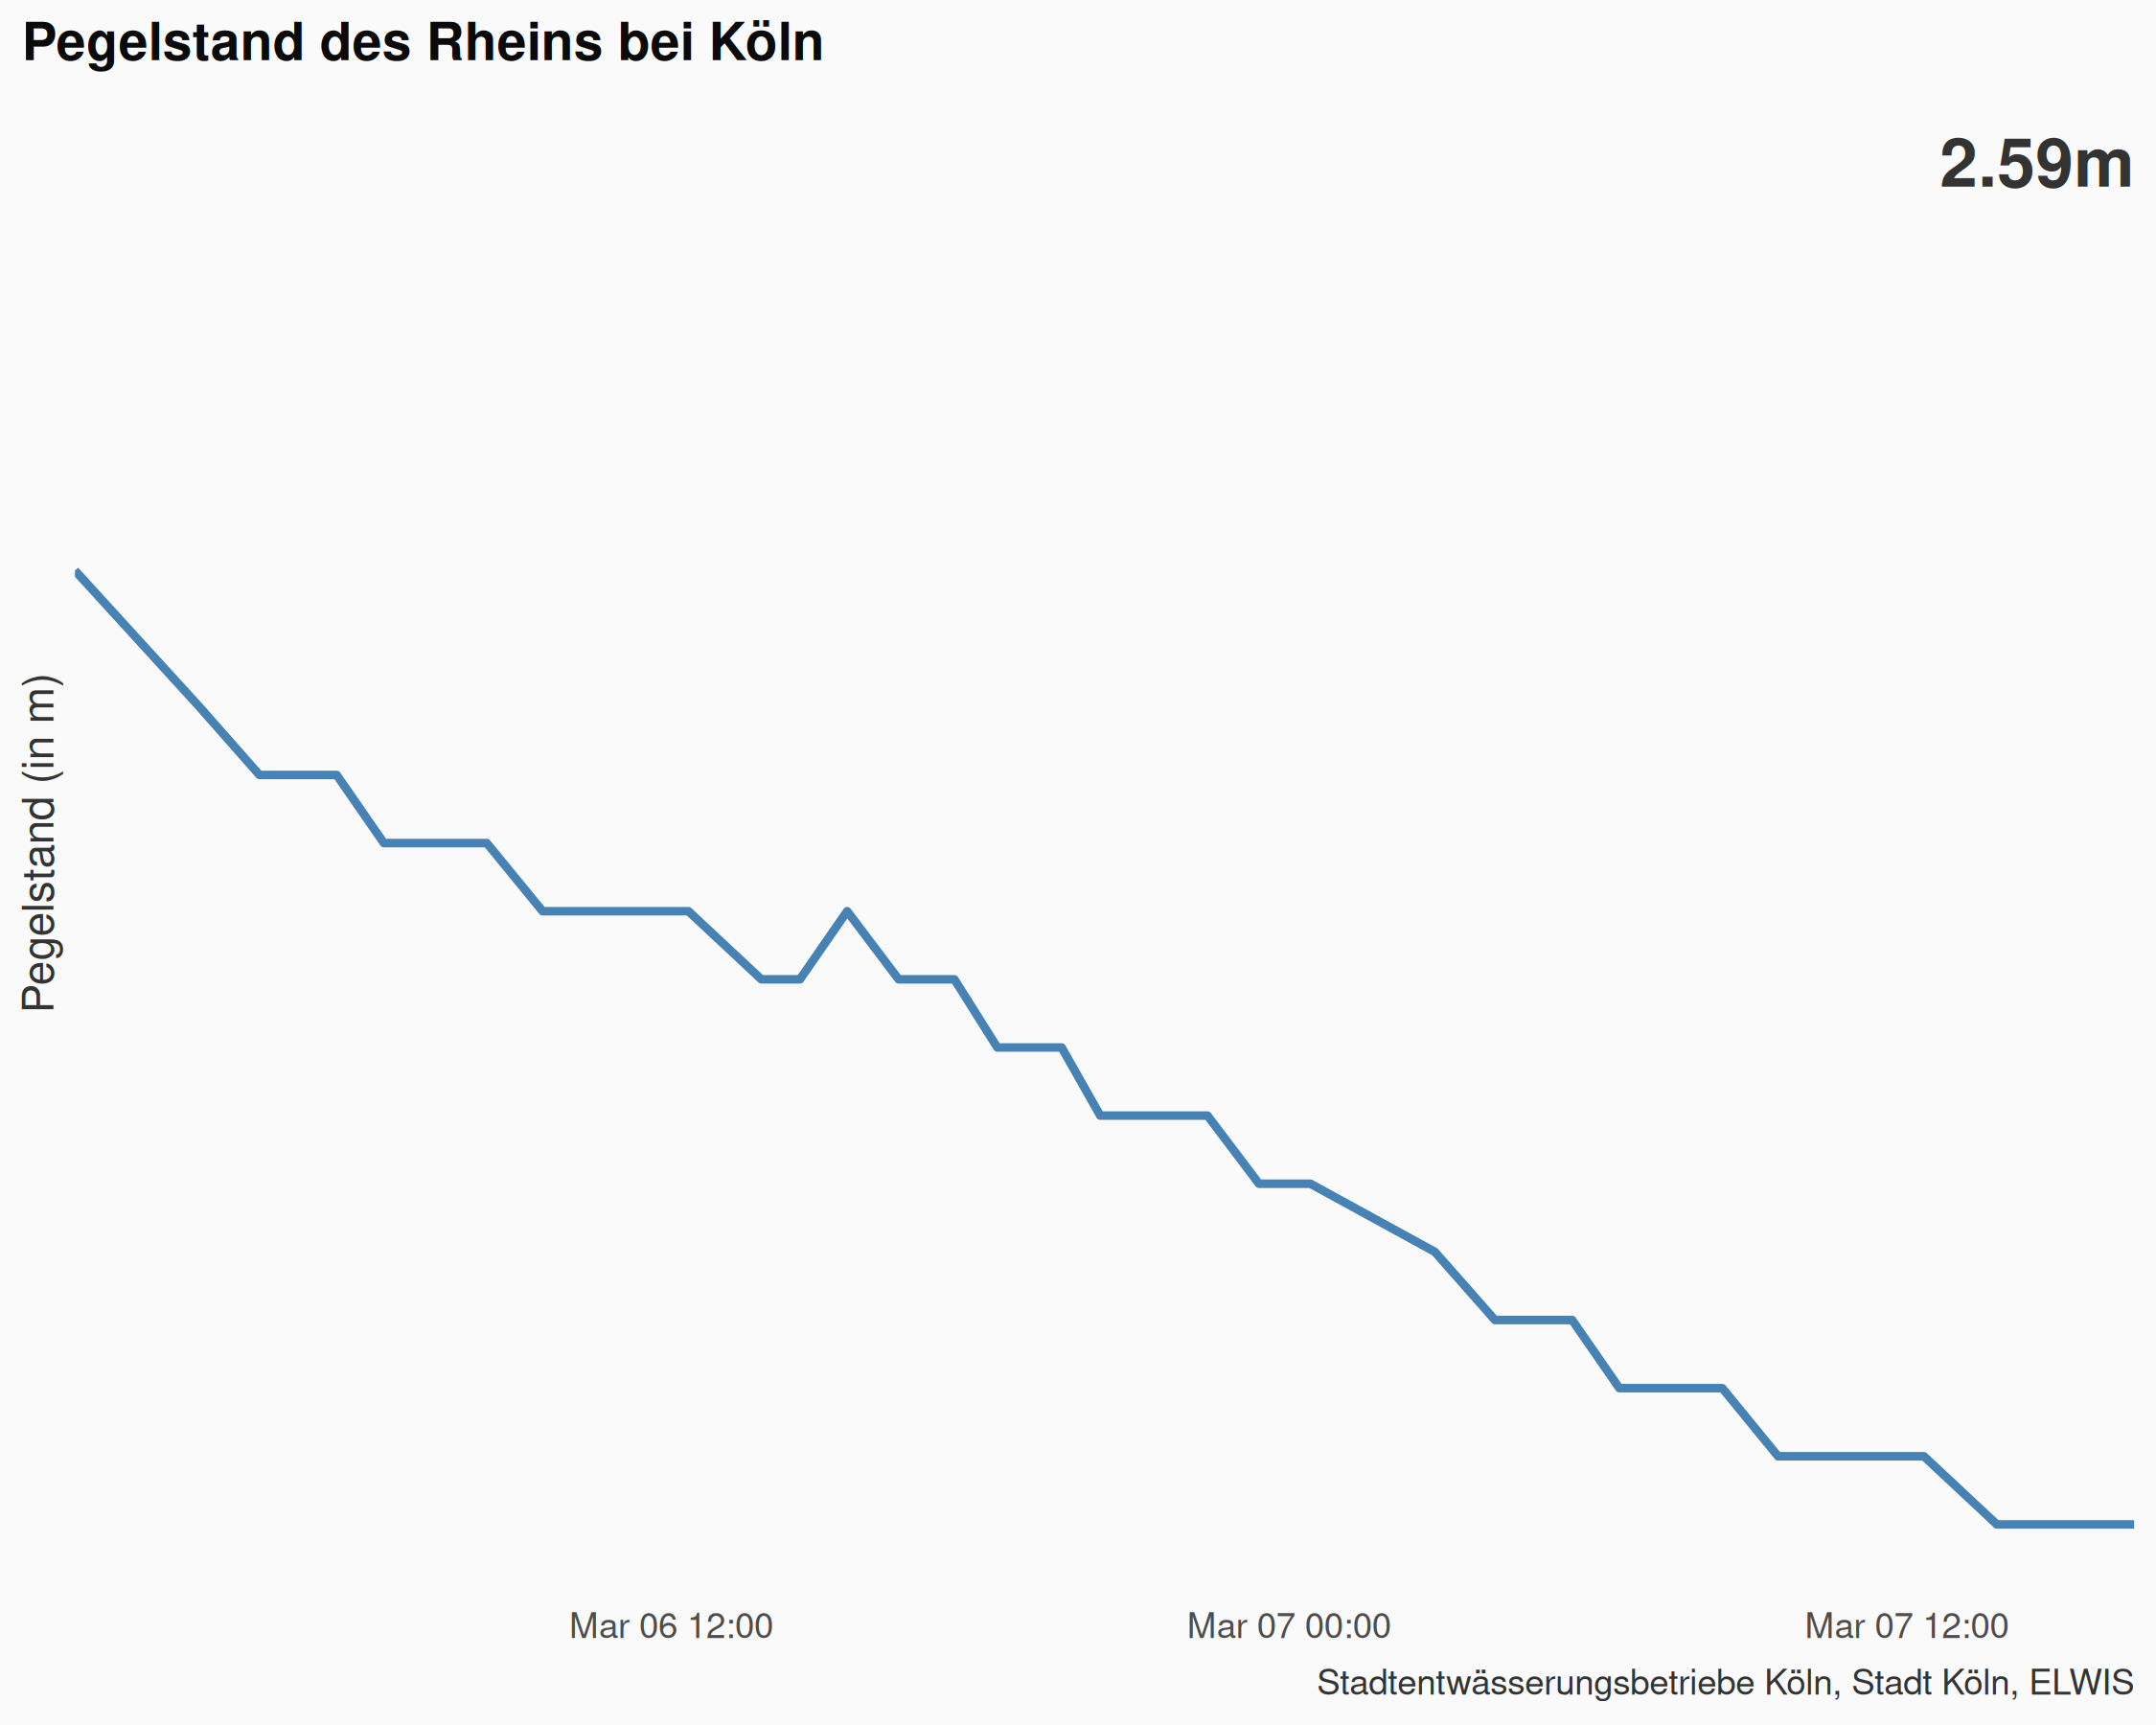 Pegelstand des Rheins bei Köln
2.59m
Pegelstand (in m)
Mar 06 12:00
Mar 07 00:00
Mar 07 12:00
Stadtentwässerungsbetriebe Köln, Stadt Köln, ELWIS